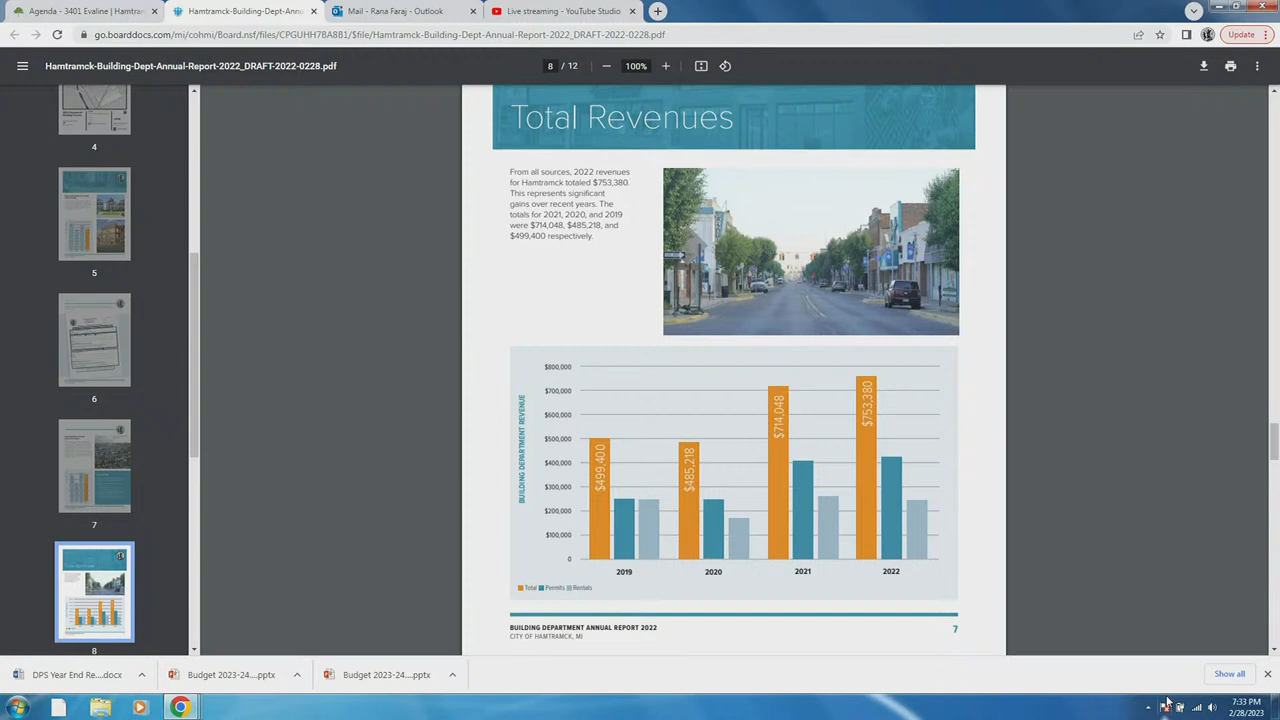 Agenda - 3401 Evaline | Hamtramc
Hamtramck-Building-Dept-Annua
Mail - Rana Faraj - Outlook
Live streaming - YouTube Studio
go.boarddocs.com/mi/cohmi/Board.nsf/files/CPGUHH78A881/$file/Hamtramck-Building-Dept-Annual-Report-2022_DRAFT-2022-0228.pdf
Update
Hamtramck-Building-Dept-Annual-Report-2022_DRAFT-2022-0228.pdf
8 / 12
100%
4
5
6
7
8
Total Revenues
From all sources, 2022 revenues
for Hamtramck totaled $753,380.
This represents significant
gains over recent years. The
totals for 2021, 2020, and 2019
were $714,048, $485,218, and
$499,400 respectively.
BUILDING DEPARTMENT REVENUE
$800,000
$700,000
$600,000
$500,000
$400,000
$300,000
$200,000
$100,000
0
$499,400
$485,218
$714,048
$753,380
2019
2020
2021
2022
Total
Permits
Rentals
BUILDING DEPARTMENT ANNUAL REPORT 2022
CITY OF HAMTRAMCK, MI
7
DPS Year End Re....docx
Budget 2023-24....pptx
Budget 2023-24....pptx
Show all
7:33 PM
2/28/2023